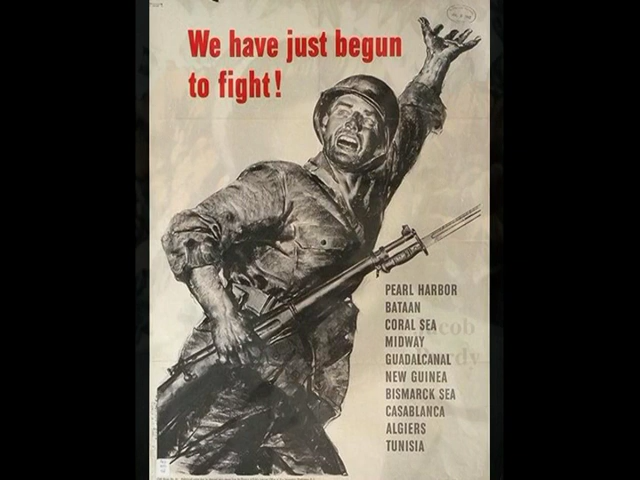 We have just begun
to fight!
PEARL HARBOR
BATAAN
CORAL SEA
MIDWAY
GUADALCANAL
NEW GUINEA
BISMARCK SEA
CASABLANCA
ALGIERS
TUNISIA